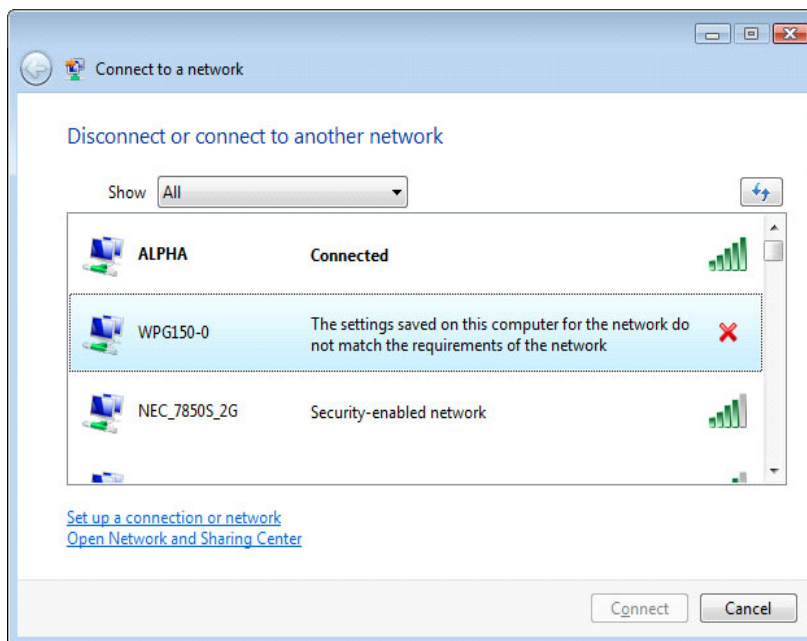 Connect to a network
Disconnect or connect to another network
Show All
ALPHA Connected
WPG150-0 The settings saved on this computer for the network do
not match the requirements of the network
NEC_7850S_2G Security-enabled network
Set up a connection or network
Open Network and Sharing Center
Connect Cancel